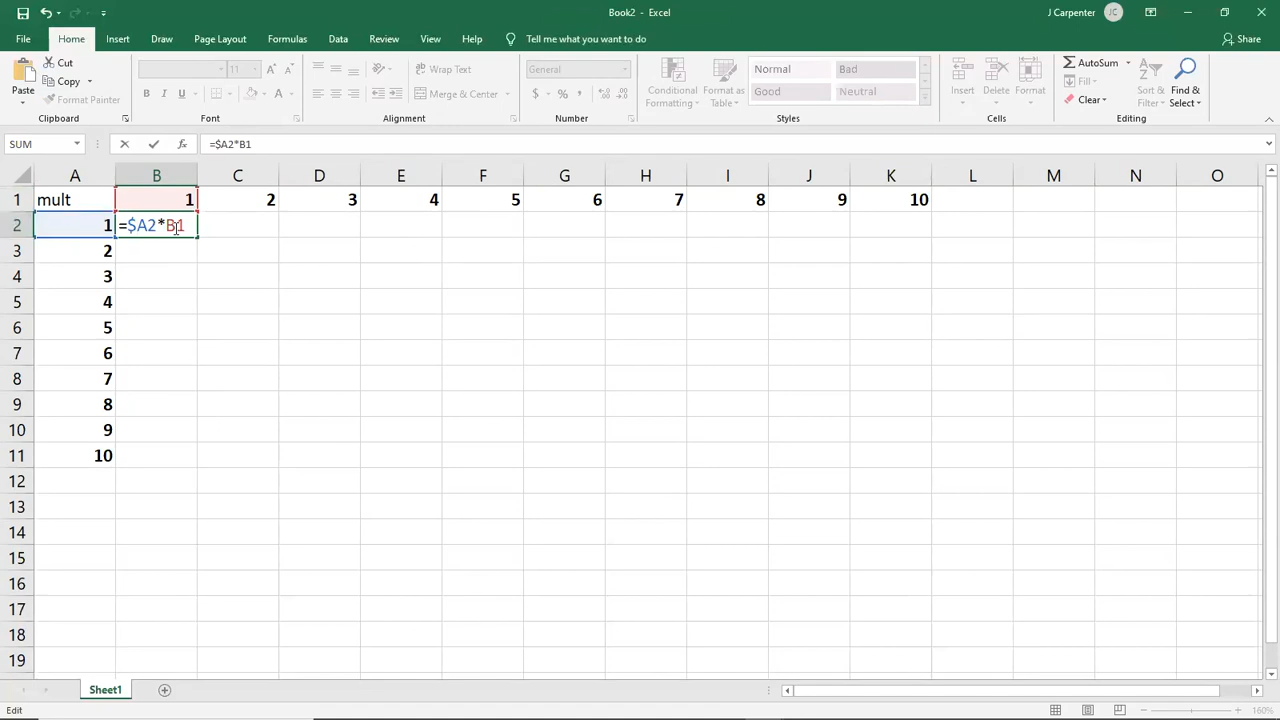 Book2 - Excel
J Carpenter JC
File Home Insert Draw Page Layout Formulas Data Review View Help Tell me what you want to do Share
Paste
Cut
Copy
Format Painter
Clipboard
11 A A
B I U A
Font
Wrap Text
Merge & Center
Alignment
General
$ % ,
Number
Conditional Formatting
Format as Table
Normal Bad
Good Neutral
Styles
Insert Delete Format
Cells
AutoSum
Fill
Clear
Sort & Filter
Find & Select
Editing
SUM fx =$A2*B1
A B C D E F G H I J K L M N O
1 mult 1 2 3 4 5 6 7 8 9 10
2 1 =$A2*B1
3 2
4 3
5 4
6 5
7 6
8 7
9 8
10 9
11 10
12
13
14
15
16
17
18
19
Sheet1
Edit 160%